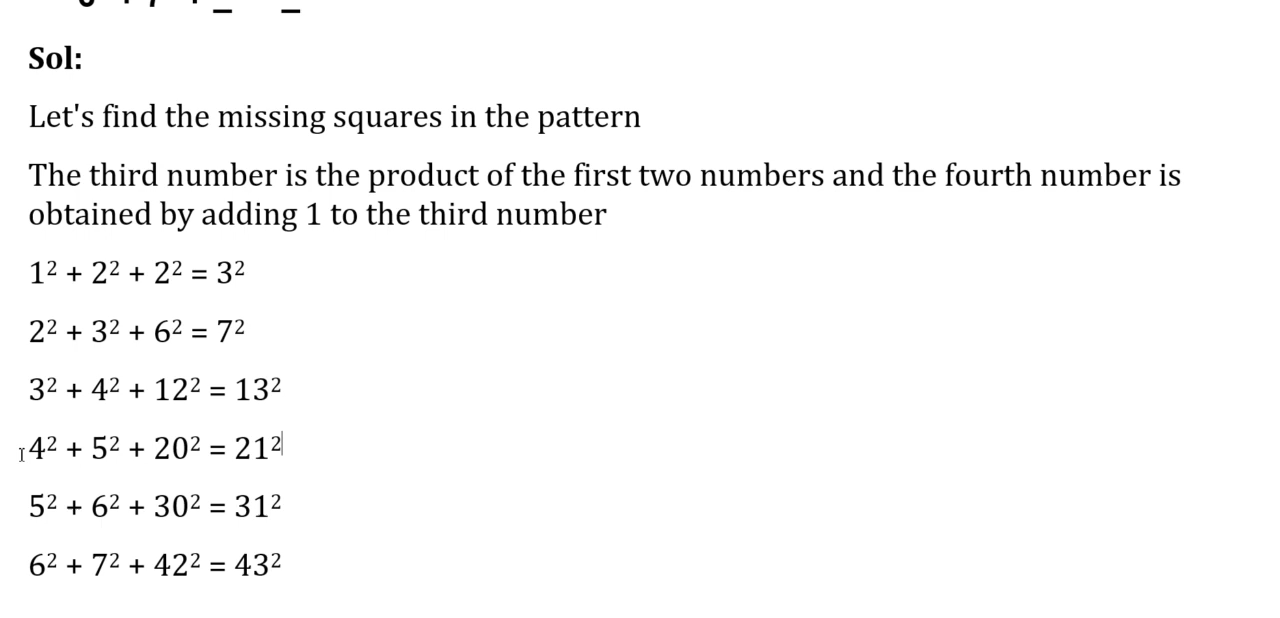 Sol:
Let's find the missing squares in the pattern
The third number is the product of the first two numbers and the fourth number is
obtained by adding 1 to the third number
1² + 2² + 2² = 3²
2² + 3² + 6² = 7²
3² + 4² + 12² = 13²
4² + 5² + 20² = 21²
5² + 6² + 30² = 31²
6² + 7² + 42² = 43²